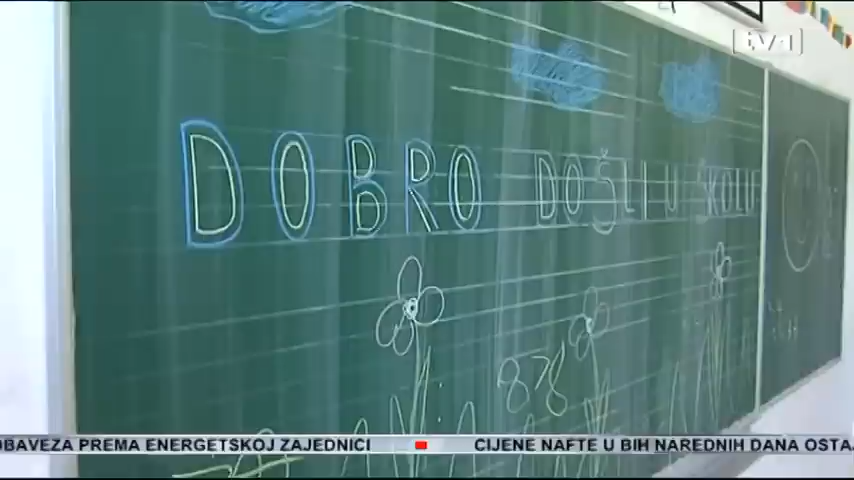 tv1
DOBRO DOŠLI U ŠKOLU
878
OBAVEZA PREMA ENERGETSKOJ ZAJEDNICI CIJENE NAFTE U BIH NAREDNIH DANA OSTA